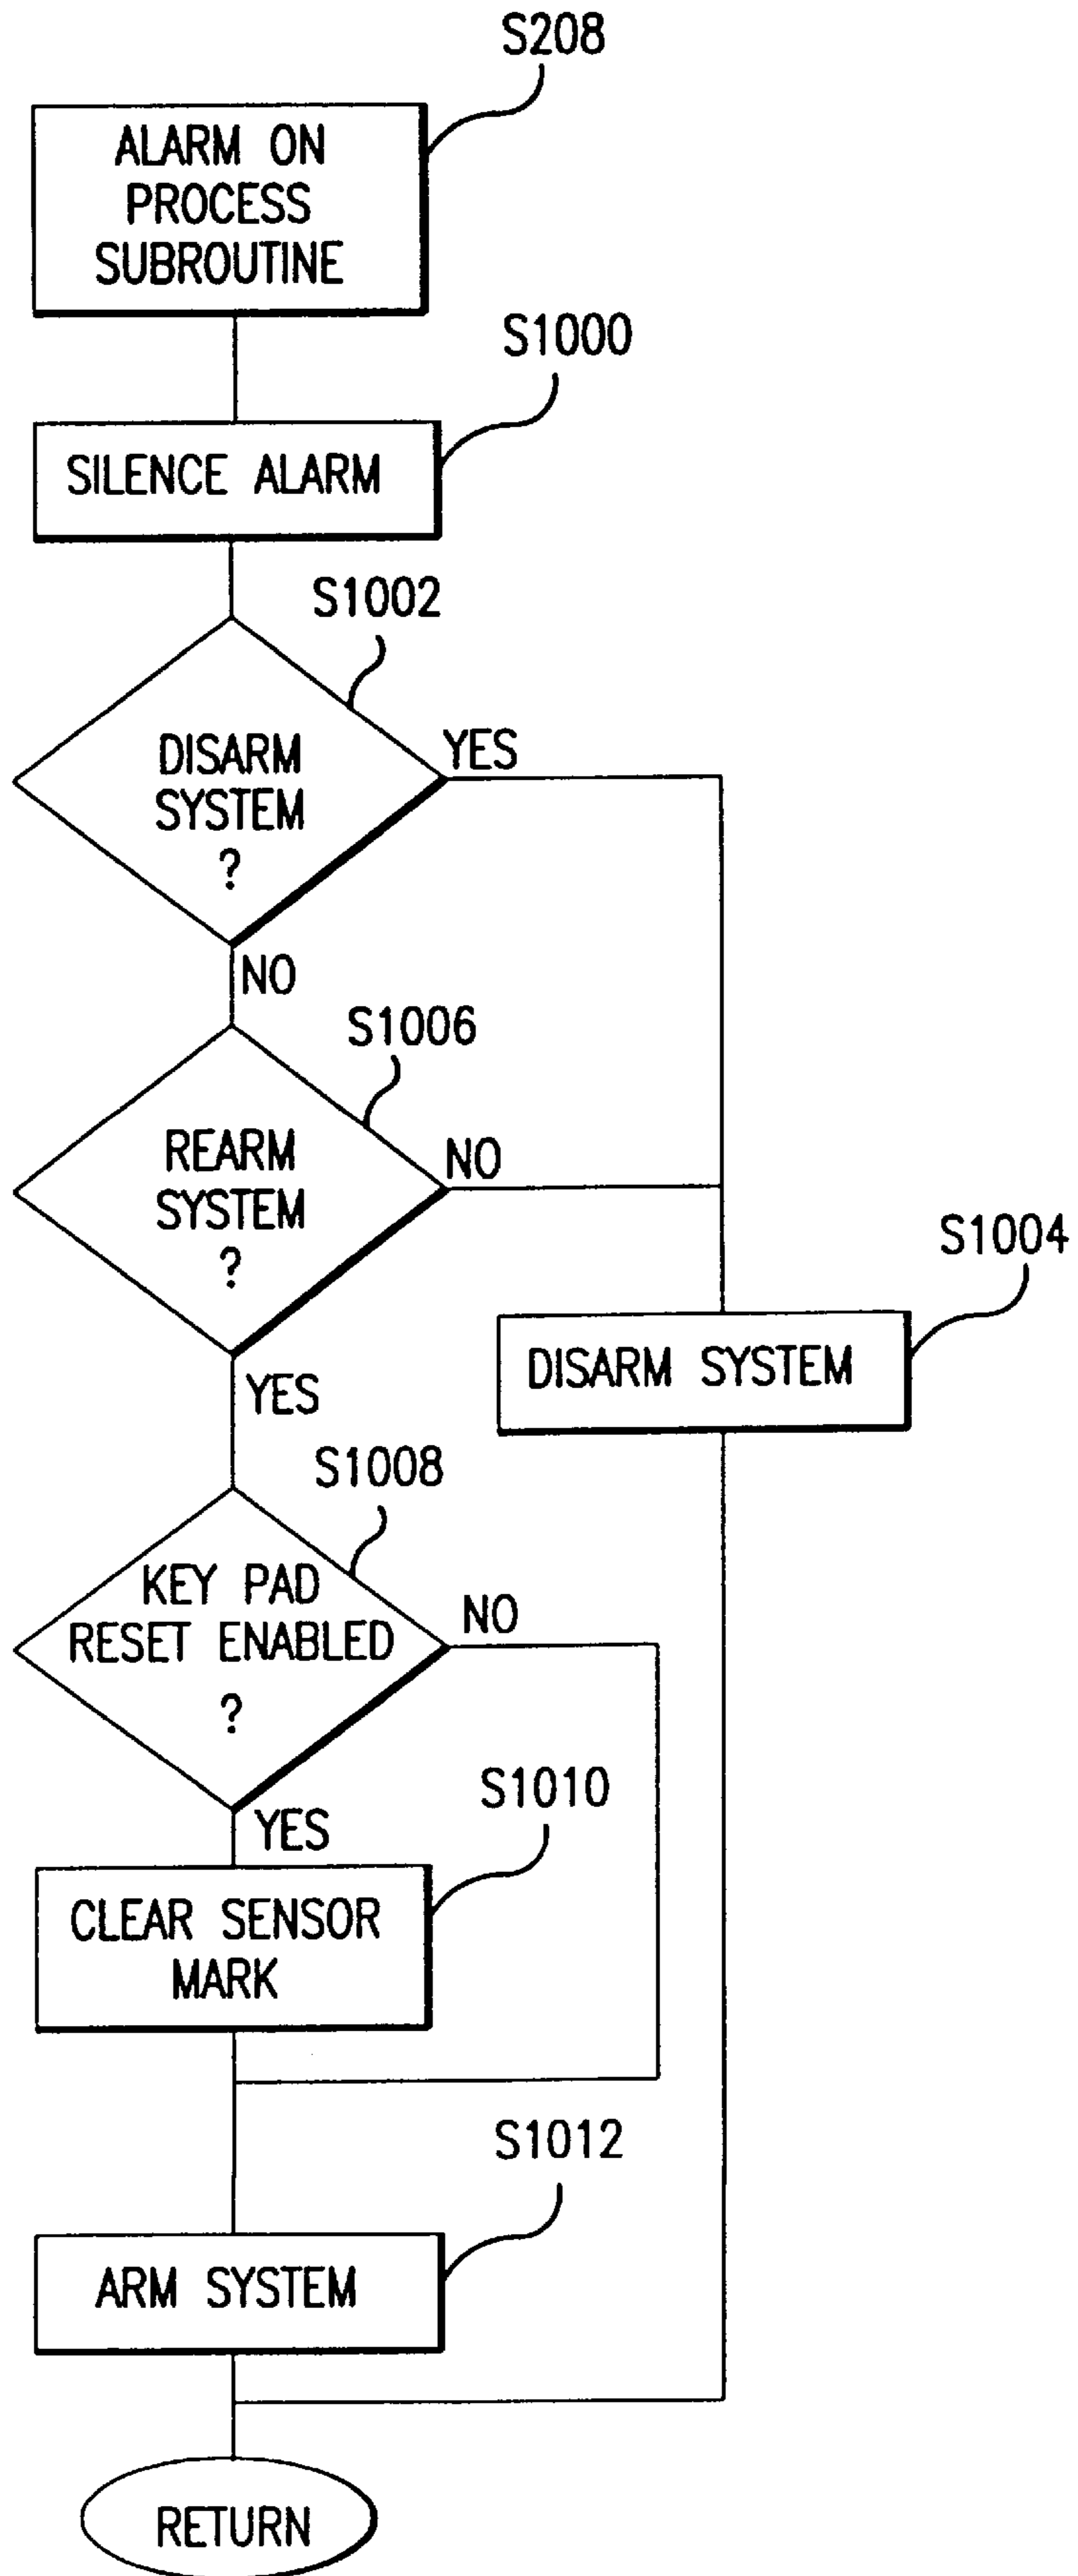 S208
ALARM ON
PROCESS
SUBROUTINE
S1000
SILENCE ALARM
S1002
DISARM
SYSTEM
?
YES
NO
S1006
REARM
SYSTEM
?
NO
YES
S1004
DISARM SYSTEM
S1008
KEY PAD
RESET ENABLED
?
NO
YES
S1010
CLEAR SENSOR
MARK
S1012
ARM SYSTEM
RETURN